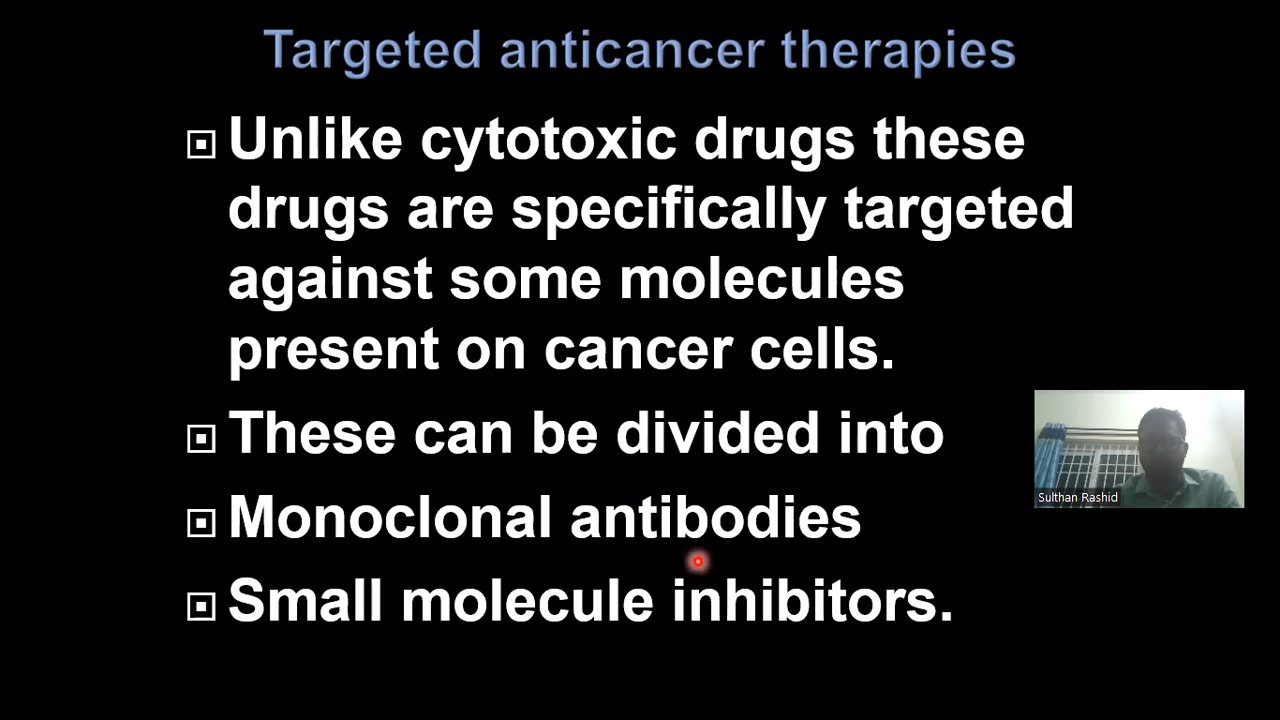 Targeted anticancer therapies
Unlike cytotoxic drugs these
drugs are specifically targeted
against some molecules
present on cancer cells.
These can be divided into
Monoclonal antibodies
Small molecule inhibitors.
Sulthan Rashid